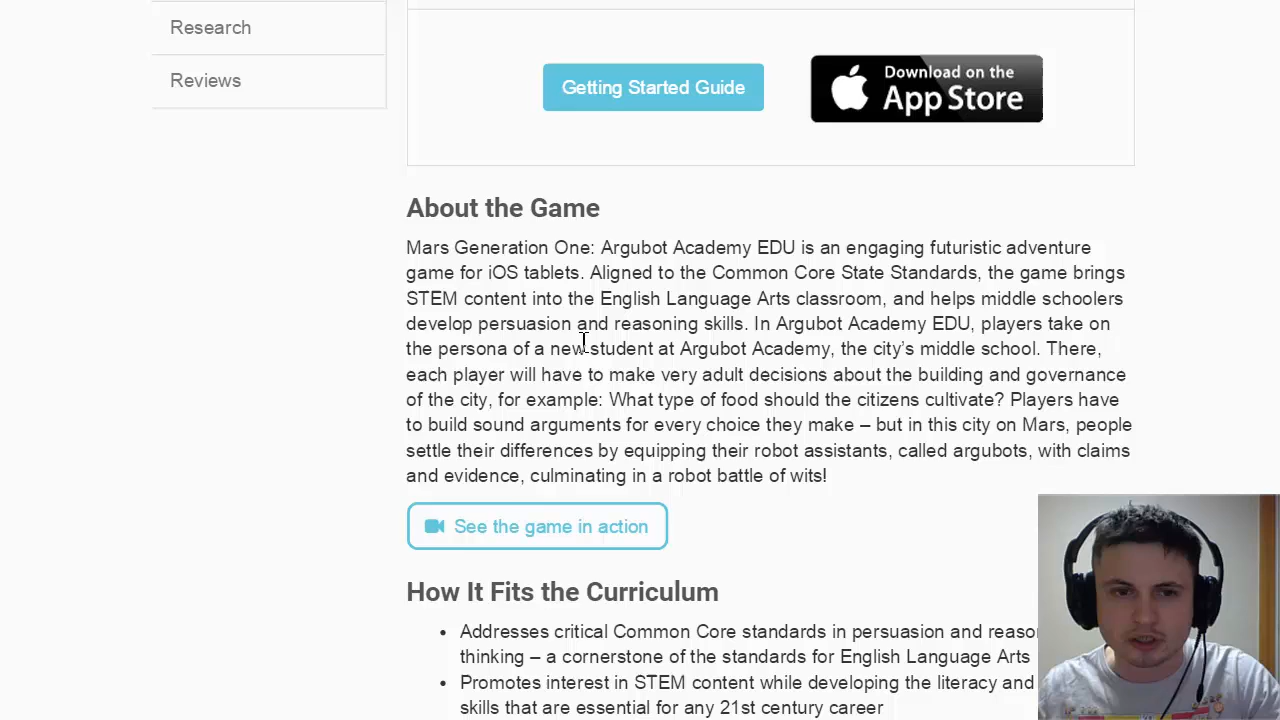 Research
Reviews
Getting Started Guide
Download on the
App Store
About the Game
Mars Generation One: Argubot Academy EDU is an engaging futuristic adventure
game for iOS tablets. Aligned to the Common Core State Standards, the game brings
STEM content into the English Language Arts classroom, and helps middle schoolers
develop persuasion and reasoning skills. In Argubot Academy EDU, players take on
the persona of a new student at Argubot Academy, the city’s middle school. There,
each player will have to make very adult decisions about the building and governance
of the city, for example: What type of food should the citizens cultivate? Players have
to build sound arguments for every choice they make – but in this city on Mars, people
settle their differences by equipping their robot assistants, called argubots, with claims
and evidence, culminating in a robot battle of wits!
See the game in action
How It Fits the Curriculum
• Addresses critical Common Core standards in persuasion and reaso
thinking – a cornerstone of the standards for English Language Arts
• Promotes interest in STEM content while developing the literacy and
skills that are essential for any 21st century career